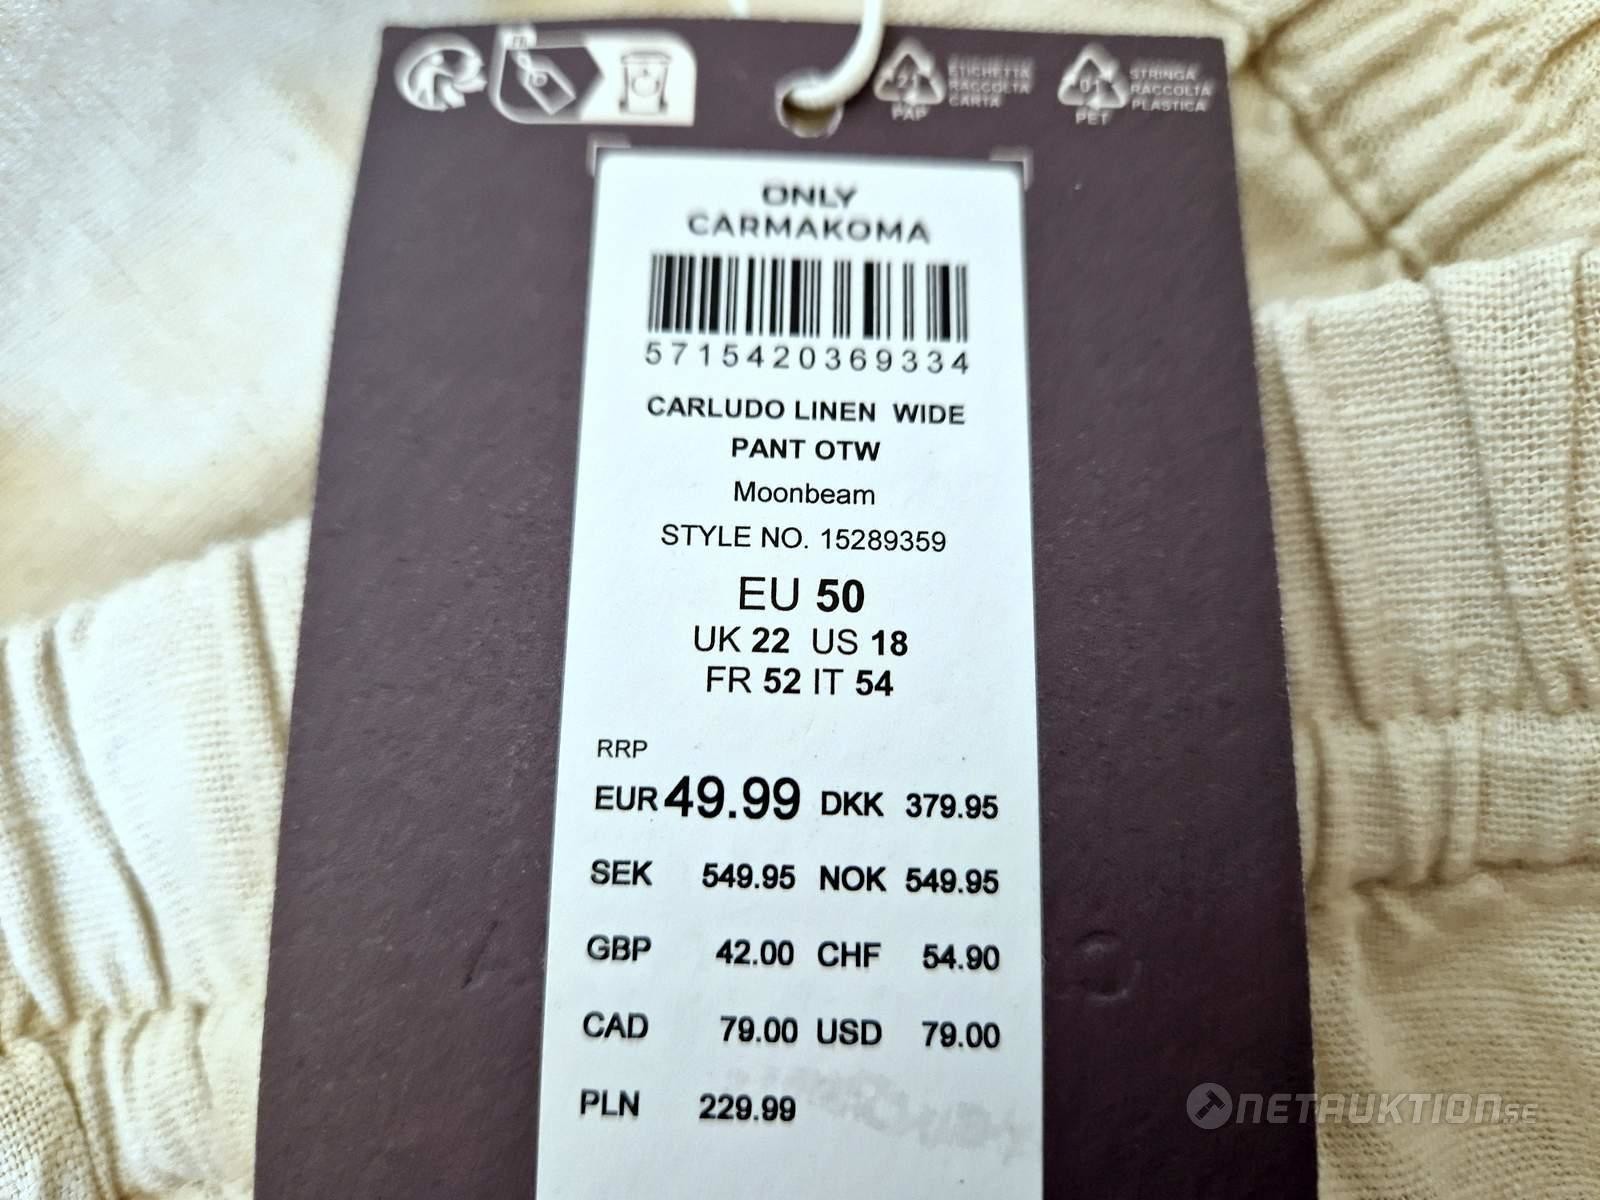 FR
21
PAP
ETICHETTA
RACCOLTA
CARTA
01
PET
STRINGA
RACCOLTA
PLASTICA
ONLY
CARMAKOMA
5715420369334
CARLUDO LINEN WIDE
PANT OTW
Moonbeam
STYLE NO. 15289359
EU 50
UK 22 US 18
FR 52 IT 54
RRP
EUR 49.99 DKK 379.95
SEK 549.95 NOK 549.95
GBP 42.00 CHF 54.90
CAD 79.00 USD 79.00
PLN 229.99
NETAUKTION.SE